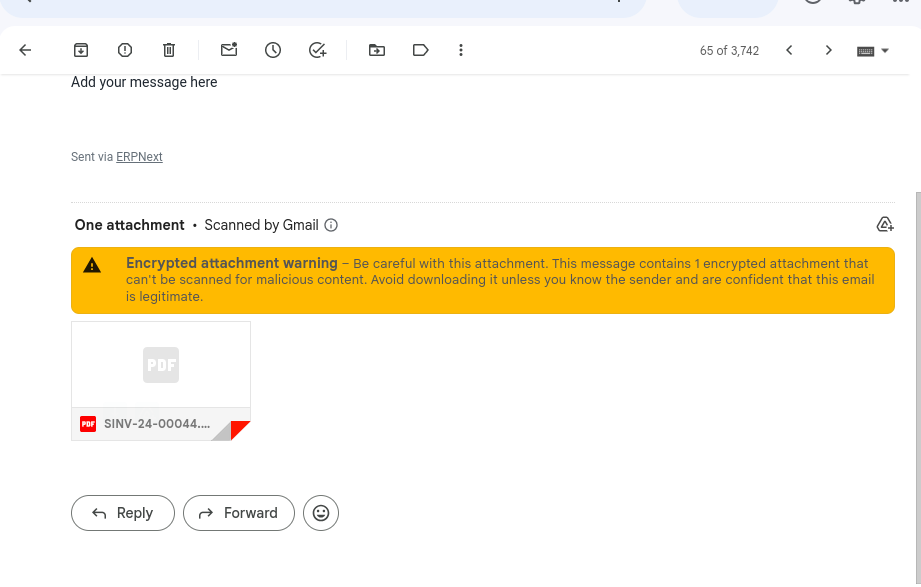 65 of 3,742
Add your message here
Sent via ERPNext
One attachment • Scanned by Gmail
Encrypted attachment warning – Be careful with this attachment. This message contains 1 encrypted attachment that
can't be scanned for malicious content. Avoid downloading it unless you know the sender and are confident that this email
is legitimate.
PDF
PDF SINV-24-00044....
Reply Forward